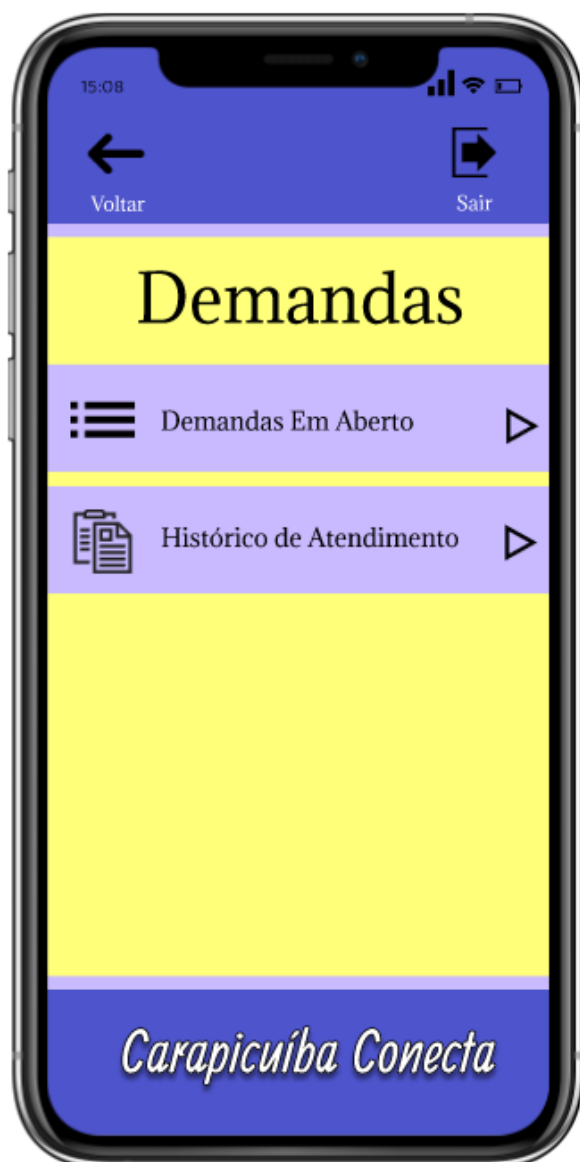 15:08
Voltar
Sair
Demandas
Demandas Em Aberto
Histórico de Atendimento
Carapicuíba Conecta